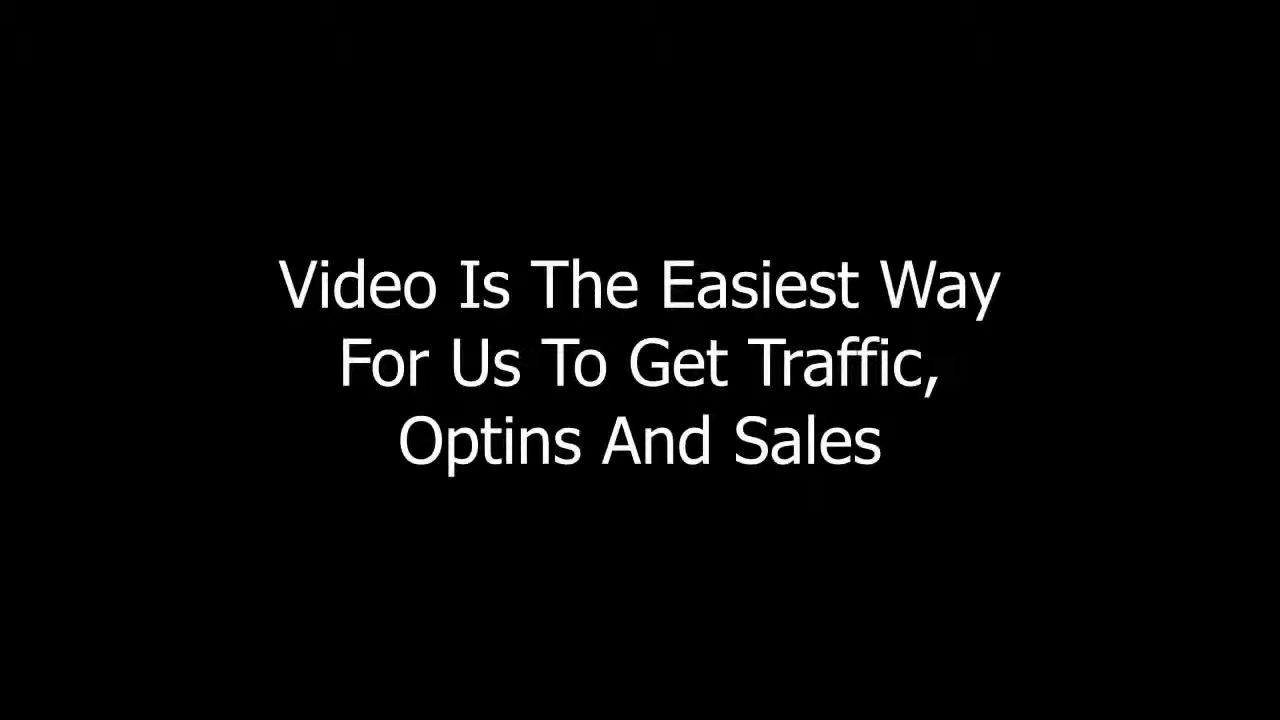 Video Is The Easiest Way
For Us To Get Traffic,
Optins And Sales